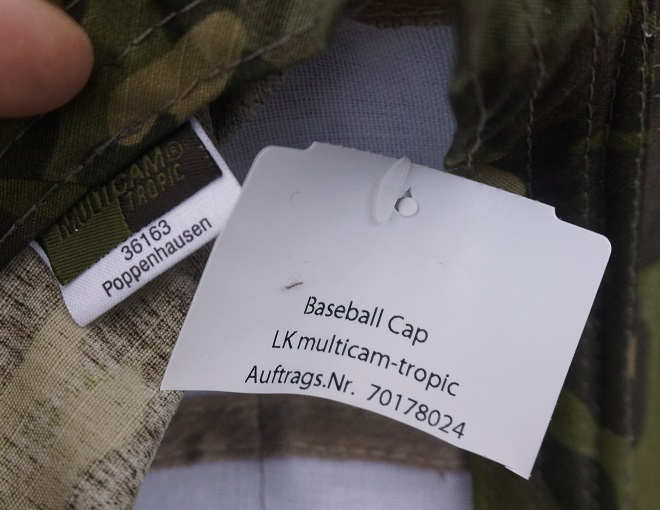 MULTICAM®
TROPIC
36163
Poppenhausen
Baseball Cap
LK multicam-tropic
Auftrags.Nr. 70178024